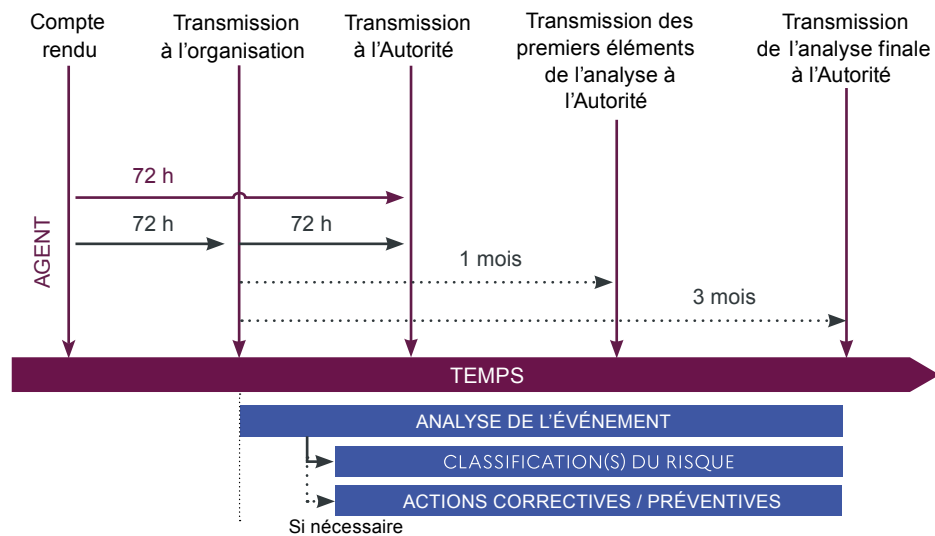 Compte
rendu
Transmission
à l'organisation
Transmission
à l'Autorité
Transmission des
premiers éléments
de l'analyse à
l'Autorité
Transmission
de l'analyse finale
à l'Autorité
AGENT
72 h
72 h
72 h
1 mois
3 mois
TEMPS
ANALYSE DE L'ÉVÉNEMENT
CLASSIFICATION(S) DU RISQUE
ACTIONS CORRECTIVES / PRÉVENTIVES
Si nécessaire